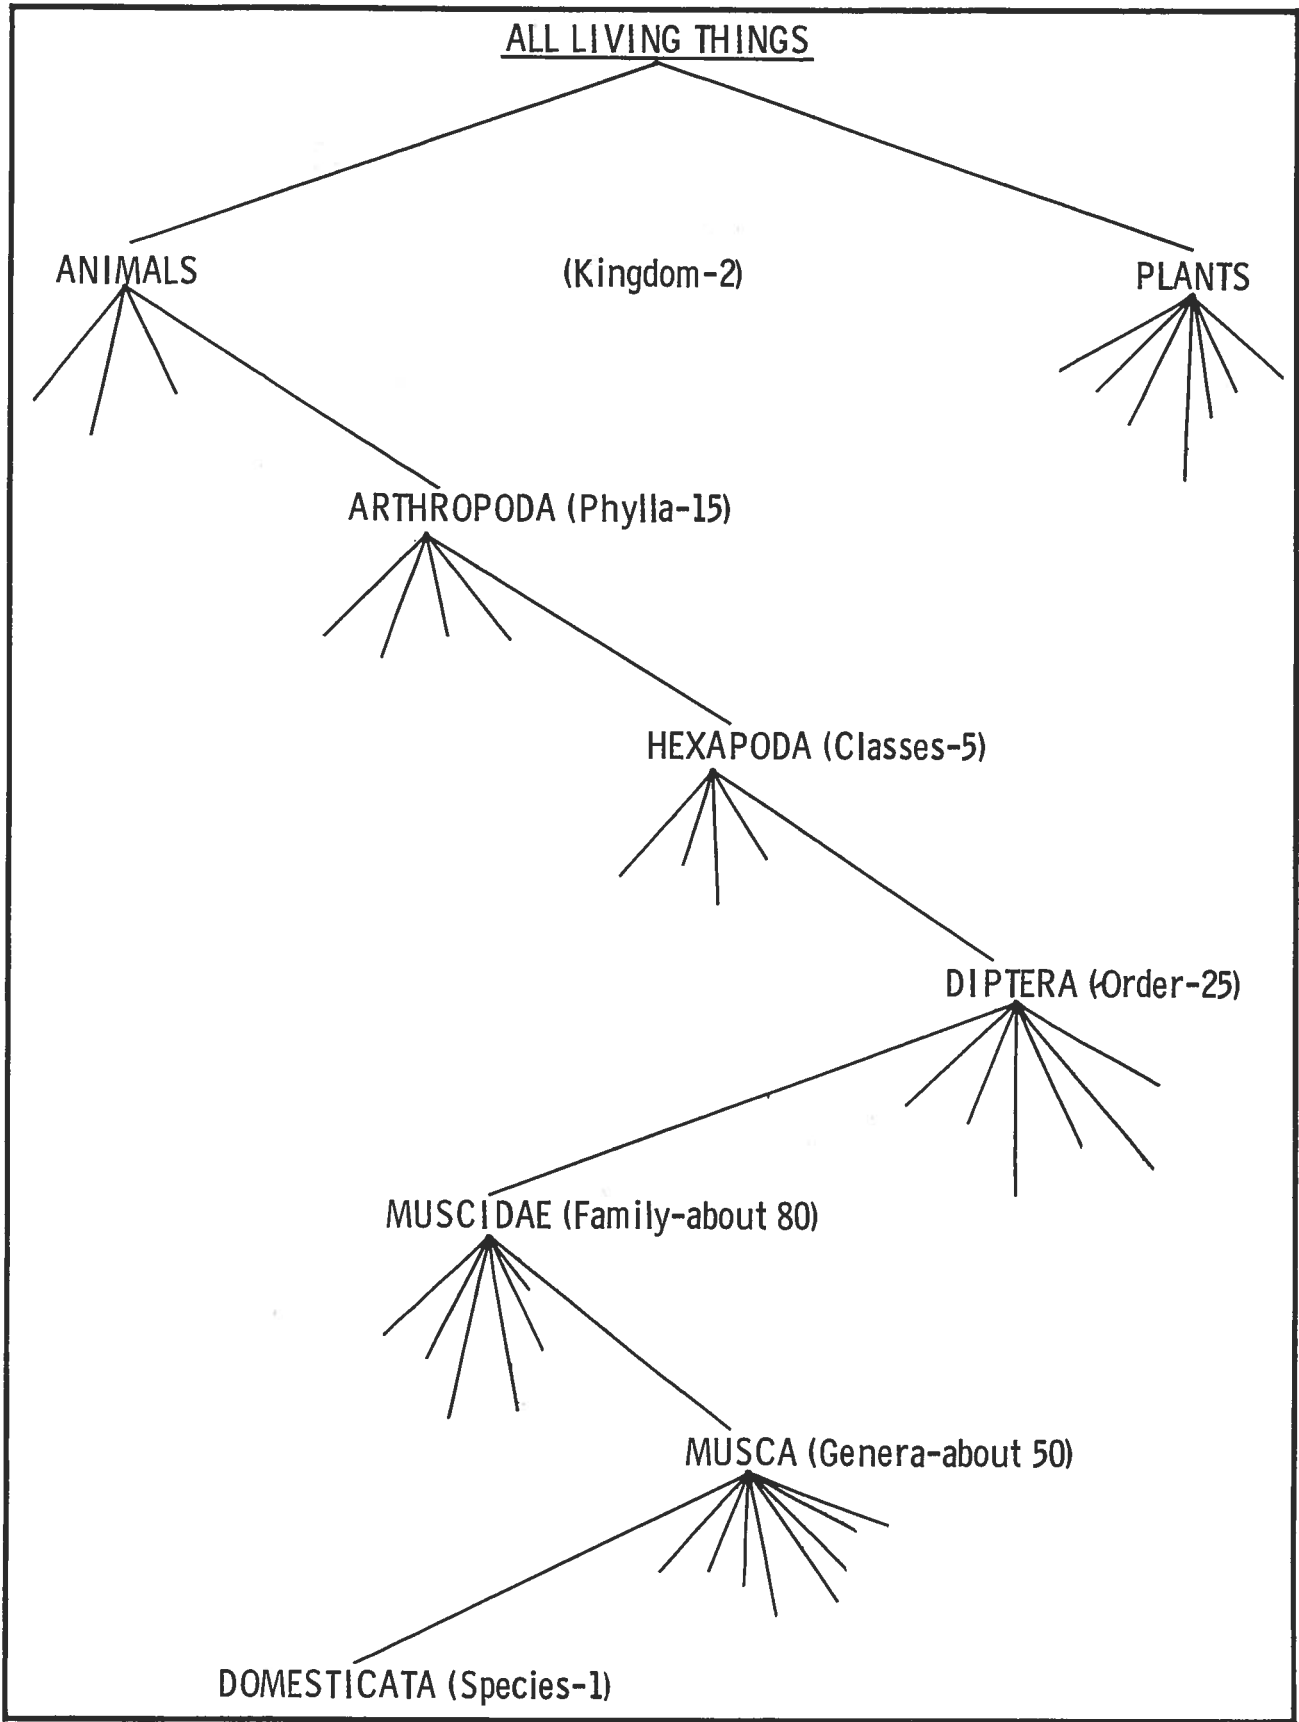 ALL LIVING THINGS
ANIMALS
(Kingdom-2)
PLANTS
ARTHROPODA (Phylla-15)
HEXAPODA (Classes-5)
DIPTERA (Order-25)
MUSCIDAE (Family-about 80)
MUSCA (Genera-about 50)
DOMESTICATA (Species-1)